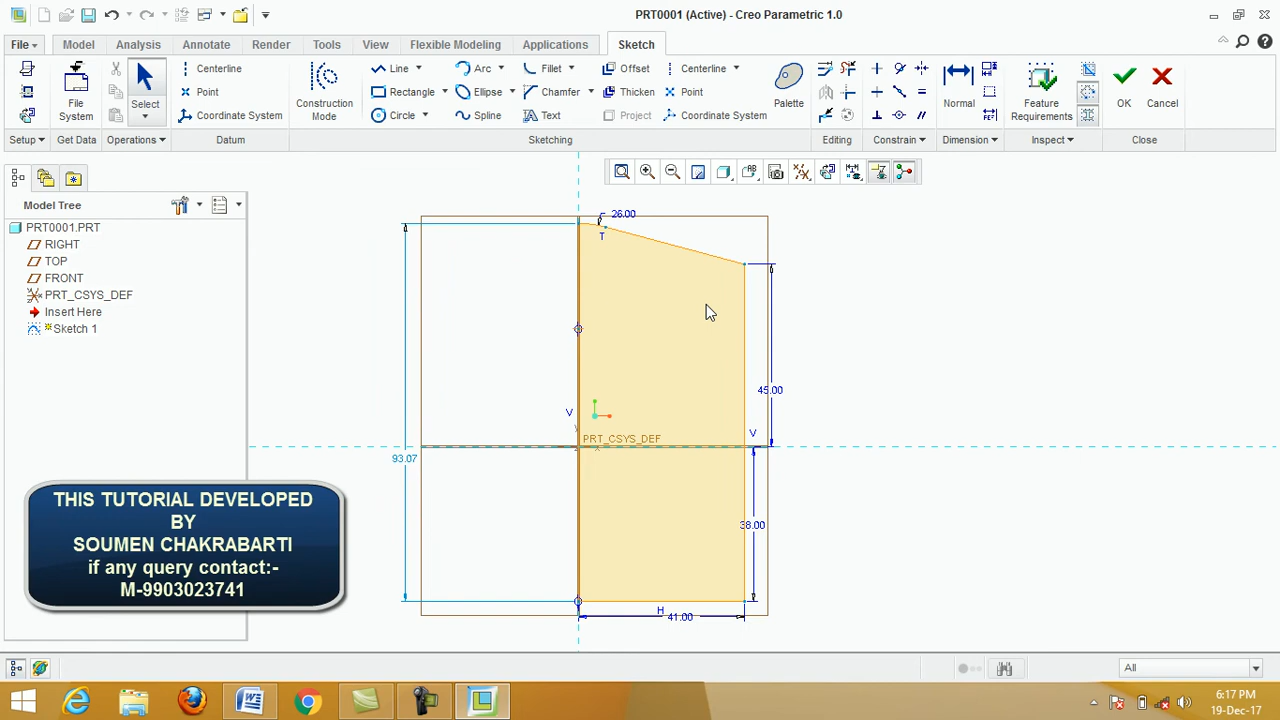 PRT0001 (Active) - Creo Parametric 1.0
File Model Analysis Annotate Render Tools View Flexible Modeling Applications Sketch
File System
Select
Centerline
Point
Coordinate System
Construction Mode
Line Arc Fillet Offset Centerline
Rectangle Ellipse Chamfer Thicken Point
Circle Spline Text Project Coordinate System
Palette
Normal
Feature Requirements
OK Cancel
Setup Get Data Operations Datum Sketching Editing Constrain Dimension Inspect Close
Model Tree
PRT0001.PRT
RIGHT
TOP
FRONT
PRT_CSYS_DEF
Insert Here
Sketch 1
26.00
T
45.00
V
V
PRT_CSYS_DEF
y
x
93.07
38.00
H
41.00
THIS TUTORIAL DEVELOPED
BY
SOUMEN CHAKRABARTI
if any query contact:-
M-9903023741
All
6:17 PM
19-Dec-17